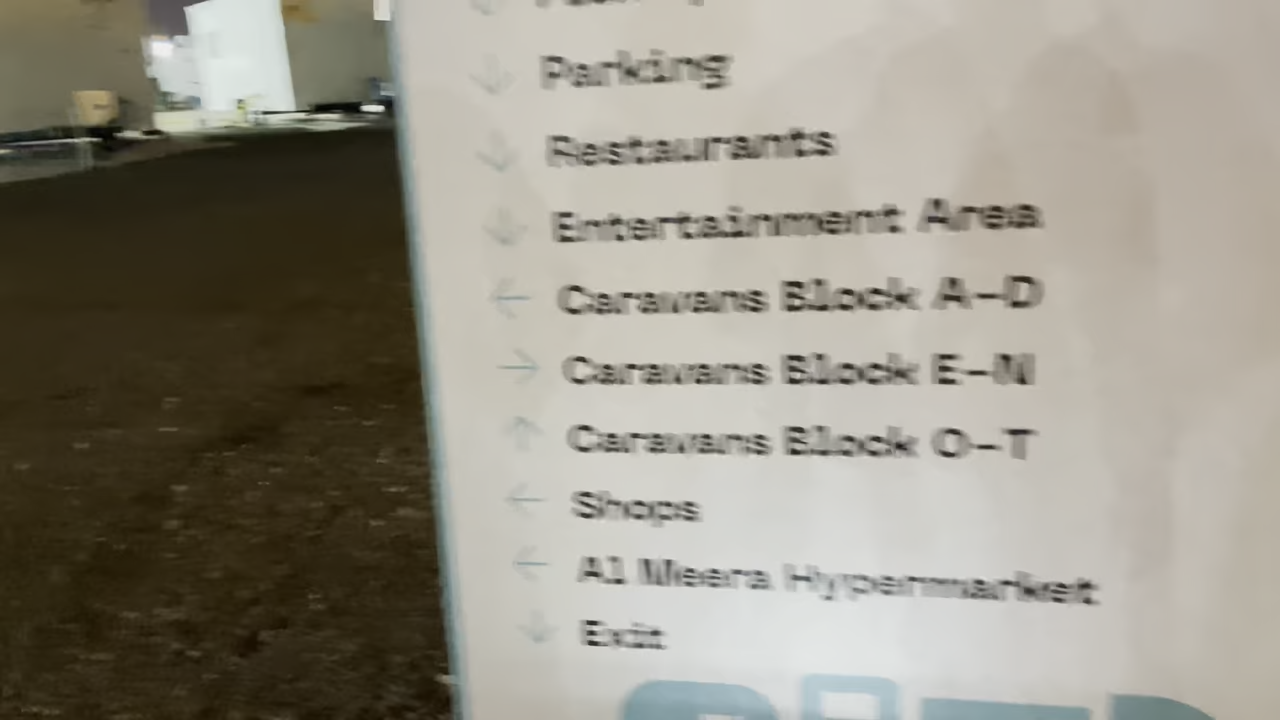 ↓ Parking
↓ Restaurants
↓ Entertainment Area
← Caravans Block A-D
→ Caravans Block E-N
↑ Caravans Block O-T
← Shops
← Al Meera Hypermarket
↓ Exit